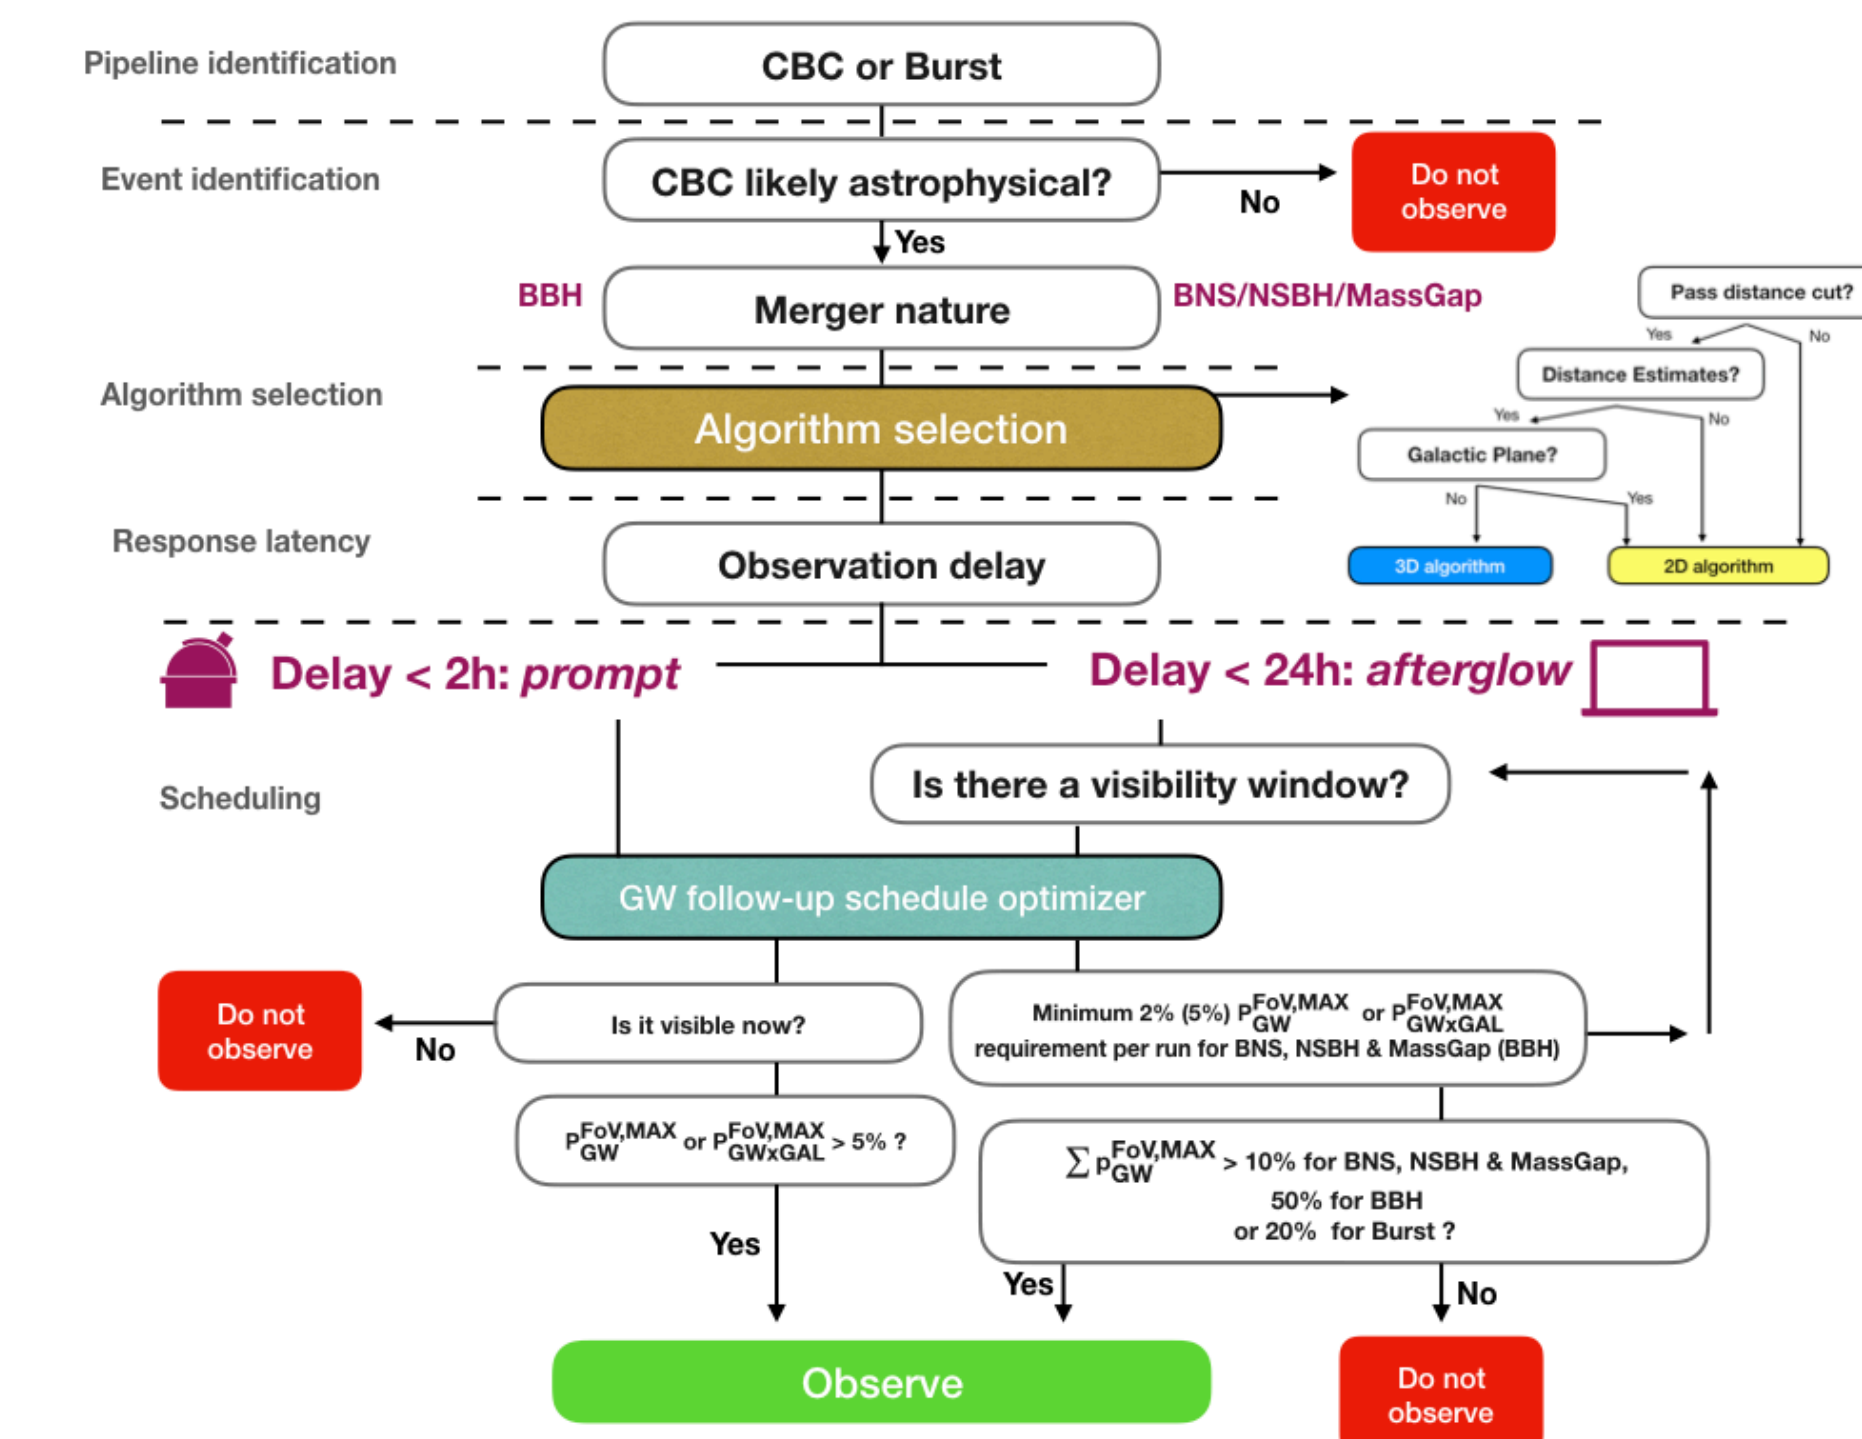 Pipeline identification
CBC or Burst
Event identification
CBC likely astrophysical?
No
Do not
observe
Yes
BBH
Merger nature
BNS/NSBH/MassGap
Pass distance cut?
Yes
No
Distance Estimates?
Yes
No
Galactic Plane?
No
Yes
3D algorithm
2D algorithm
Algorithm selection
Algorithm selection
Response latency
Observation delay
Delay < 2h: prompt
Delay < 24h: afterglow
Is there a visibility window?
Scheduling
GW follow-up schedule optimizer
Do not
observe
No
Is it visible now?
Minimum 2% (5%) P_GW^FoV,MAX or P_GWxGAL^FoV,MAX
requirement per run for BNS, NSBH & MassGap (BBH)
P_GW^FoV,MAX or P_GWxGAL^FoV,MAX > 5% ?
∑ p_GW^FoV,MAX > 10% for BNS, NSBH & MassGap,
50% for BBH
or 20% for Burst ?
Yes
Yes
No
Observe
Do not
observe